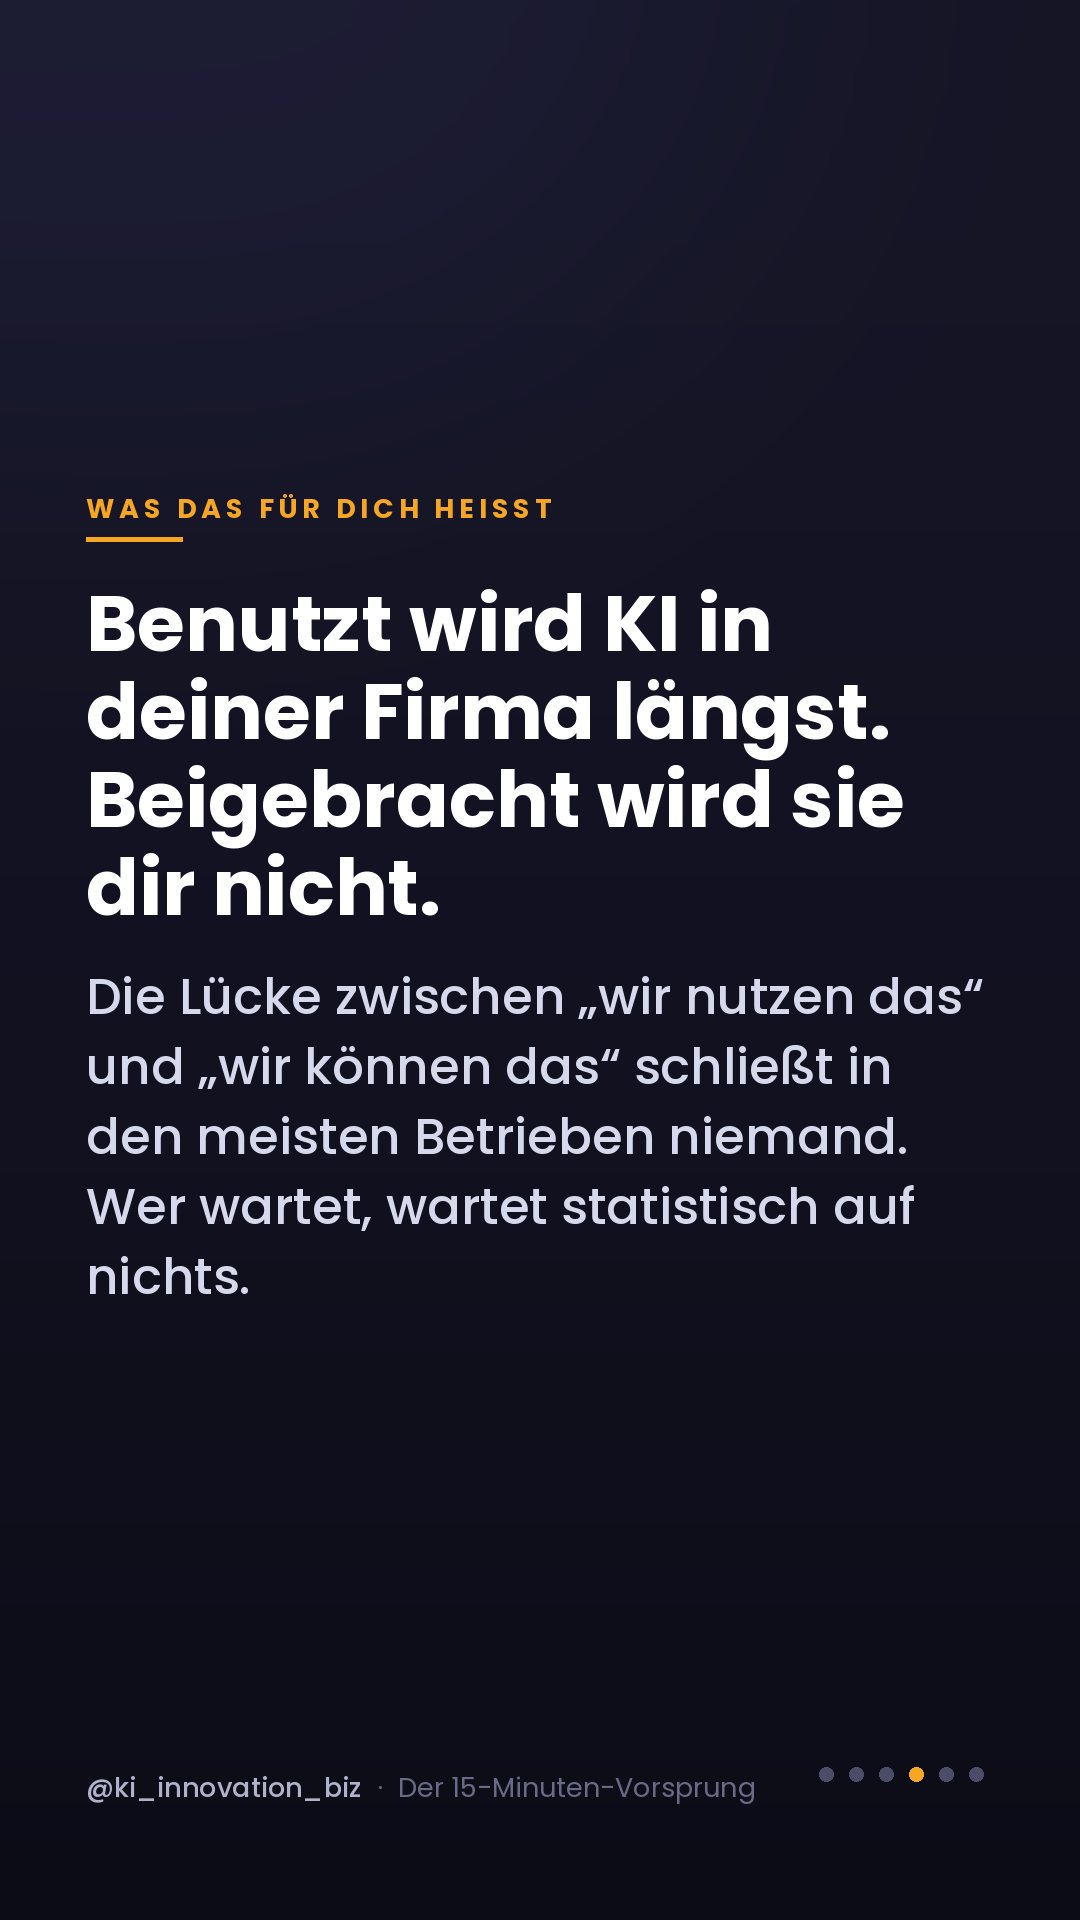 WAS DAS FÜR DICH HEISST
Benutzt wird KI in
deiner Firma längst.
Beigebracht wird sie
dir nicht.
Die Lücke zwischen „wir nutzen das“
und „wir können das“ schließt in
den meisten Betrieben niemand.
Wer wartet, wartet statistisch auf
nichts.
@ki_innovation_biz · Der 15-Minuten-Vorsprung